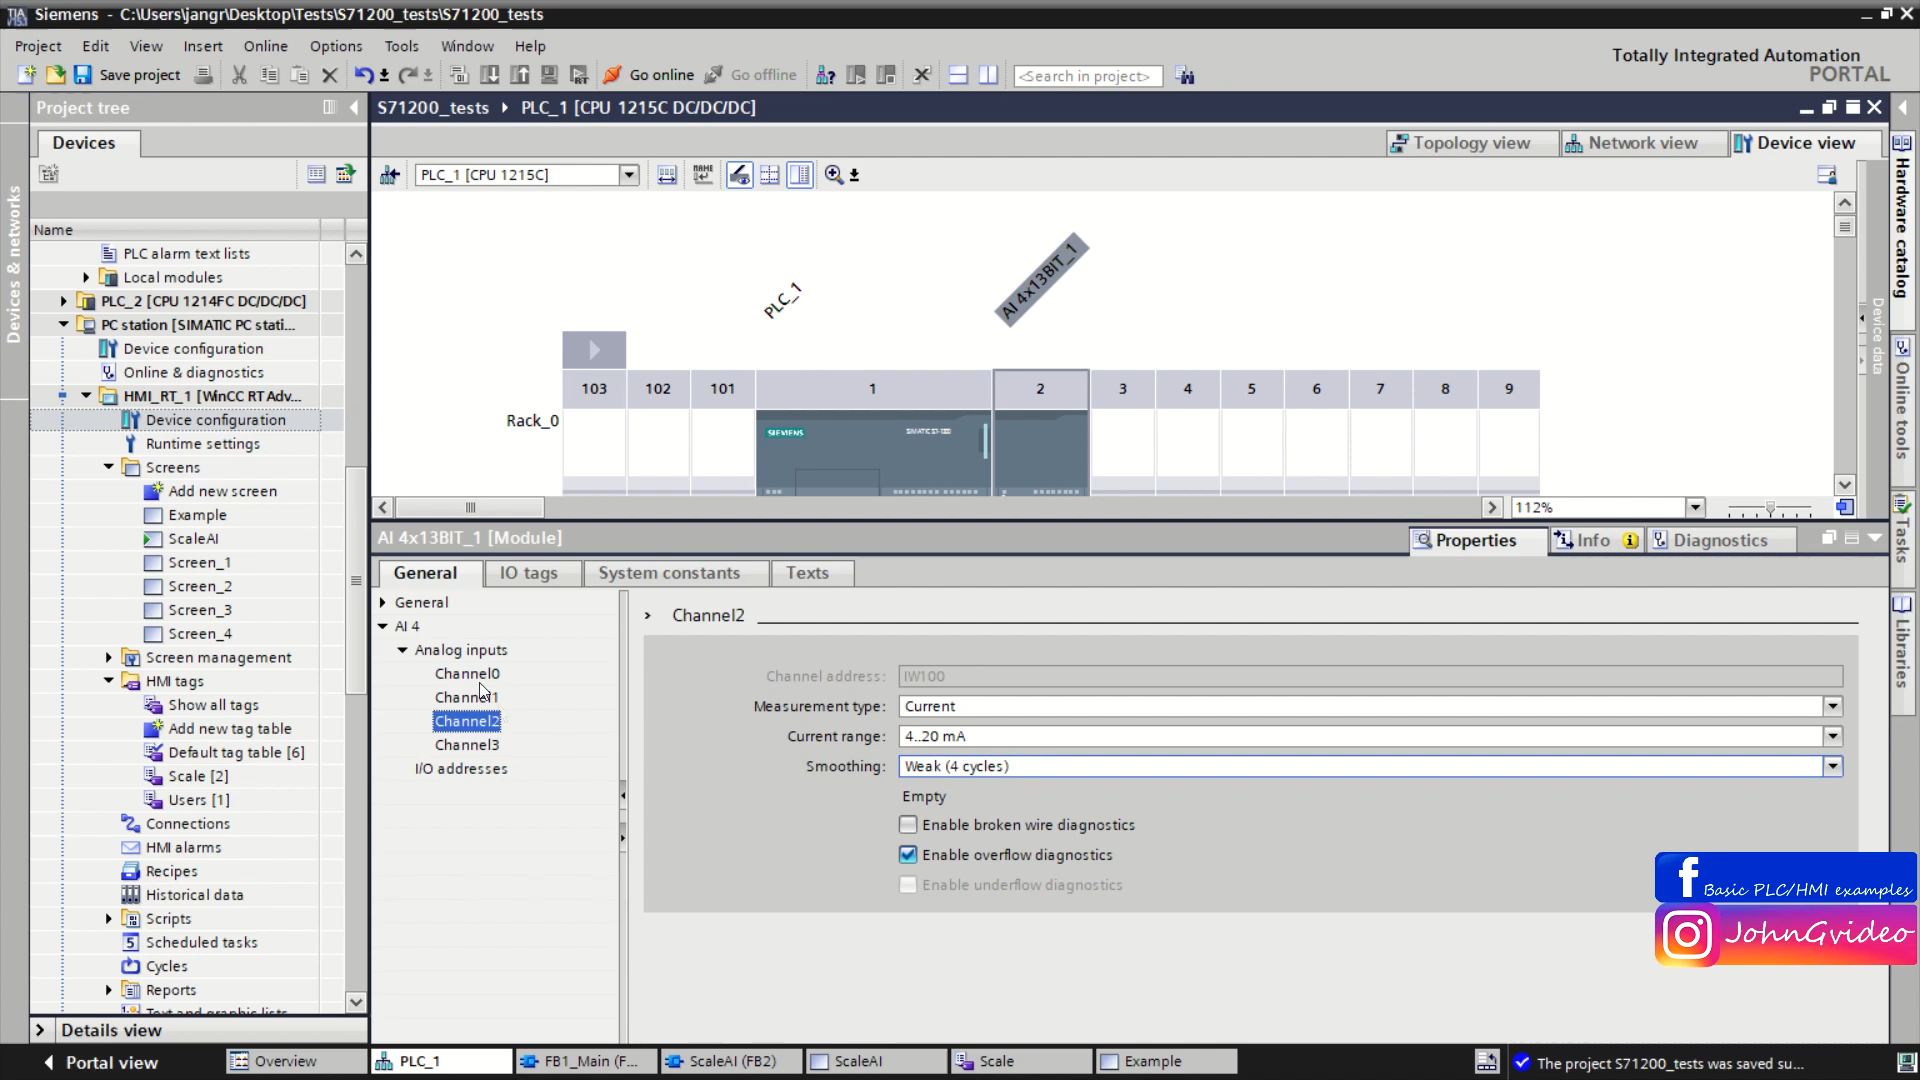 Siemens - C:\Users\jangr\Desktop\Tests\S71200_tests\S71200_tests
Project Edit View Insert Online Options Tools Window Help
Totally Integrated Automation
PORTAL
Save project
Go online
Go offline
<Search in project>
Project tree
S71200_tests ▸ PLC_1 [CPU 1215C DC/DC/DC]
Devices
Topology view
Network view
Device view
PLC_1 [CPU 1215C]
Devices & networks
Name
PLC alarm text lists
Local modules
PLC_2 [CPU 1214FC DC/DC/DC]
PC station [SIMATIC PC stati...
Device configuration
Online & diagnostics
HMI_RT_1 [WinCC RT Adv...
Device configuration
Runtime settings
Screens
Add new screen
Example
ScaleAI
Screen_1
Screen_2
Screen_3
Screen_4
Screen management
HMI tags
Show all tags
Add new tag table
Default tag table [6]
Scale [2]
Users [1]
Connections
HMI alarms
Recipes
Historical data
Scripts
Scheduled tasks
Cycles
Reports
Text and graphic lists
Details view
PLC_1
AI 4x13BIT_1
103 102 101 1 2 3 4 5 6 7 8 9
Rack_0
SIEMENS
SIMATIC S7-1200
112%
Device data
Hardware catalog
Online tools
Tasks
Libraries
AI 4x13BIT_1 [Module]
Properties
Info
Diagnostics
General
IO tags
System constants
Texts
General
AI 4
Analog inputs
Channel0
Channel1
Channel2
Channel3
I/O addresses
Channel2
Channel address: IW100
Measurement type: Current
Current range: 4..20 mA
Smoothing: Weak (4 cycles)
Empty
Enable broken wire diagnostics
Enable overflow diagnostics
Enable underflow diagnostics
Basic PLC/HMI examples
JohnGvideo
Portal view
Overview
PLC_1
FB1_Main (F...
ScaleAI (FB2)
ScaleAI
Scale
Example
The project S71200_tests was saved su...